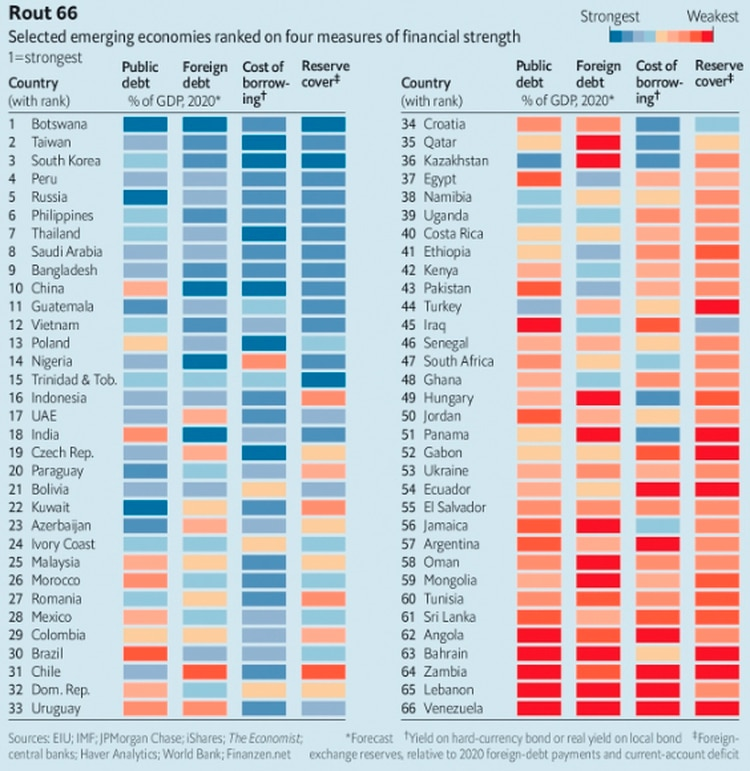 Rout 66
Selected emerging economies ranked on four measures of financial strength
1=strongest
Strongest Weakest
Country
(with rank)
Public
debt
Foreign
debt
% of GDP, 2020*
Cost of
borrow-
ing†
Reserve
cover‡
1 Botswana
2 Taiwan
3 South Korea
4 Peru
5 Russia
6 Philippines
7 Thailand
8 Saudi Arabia
9 Bangladesh
10 China
11 Guatemala
12 Vietnam
13 Poland
14 Nigeria
15 Trinidad & Tob.
16 Indonesia
17 UAE
18 India
19 Czech Rep.
20 Paraguay
21 Bolivia
22 Kuwait
23 Azerbaijan
24 Ivory Coast
25 Malaysia
26 Morocco
27 Romania
28 Mexico
29 Colombia
30 Brazil
31 Chile
32 Dom. Rep.
33 Uruguay
Country
(with rank)
Public
debt
Foreign
debt
% of GDP, 2020*
Cost of
borrow-
ing†
Reserve
cover‡
34 Croatia
35 Qatar
36 Kazakhstan
37 Egypt
38 Namibia
39 Uganda
40 Costa Rica
41 Ethiopia
42 Kenya
43 Pakistan
44 Turkey
45 Iraq
46 Senegal
47 South Africa
48 Ghana
49 Hungary
50 Jordan
51 Panama
52 Gabon
53 Ukraine
54 Ecuador
55 El Salvador
56 Jamaica
57 Argentina
58 Oman
59 Mongolia
60 Tunisia
61 Sri Lanka
62 Angola
63 Bahrain
64 Zambia
65 Lebanon
66 Venezuela
Sources: EIU; IMF; JPMorgan Chase; iShares; The Economist;
central banks; Haver Analytics; World Bank; Finanzen.net
*Forecast †Yield on hard-currency bond or real yield on local bond ‡Foreign-
exchange reserves, relative to 2020 foreign-debt payments and current-account deficit